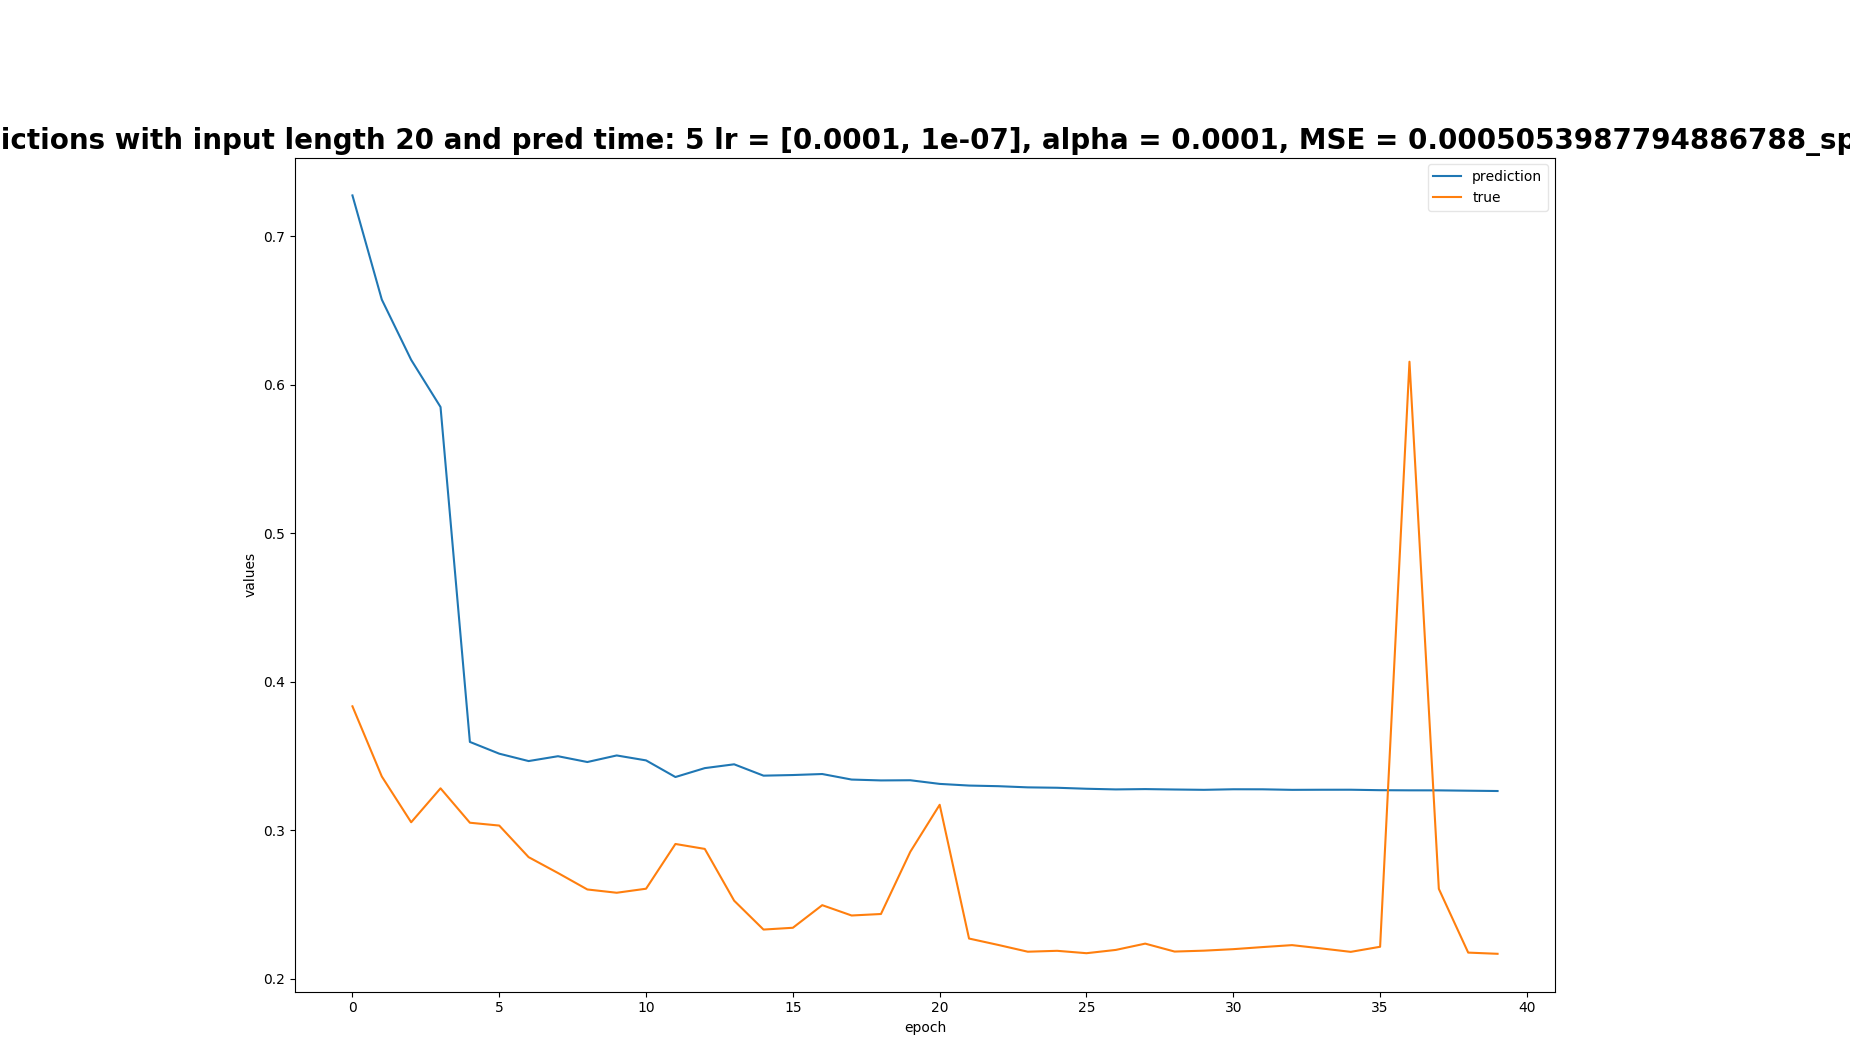 ictions with input length 20 and pred time: 5 lr = [0.0001, 1e-07], alpha = 0.0001, MSE = 0.0005053987794886788_sp
prediction
true
0.7
0.6
0.5
0.4
0.3
0.2
values
0 5 10 15 20 25 30 35 40
epoch